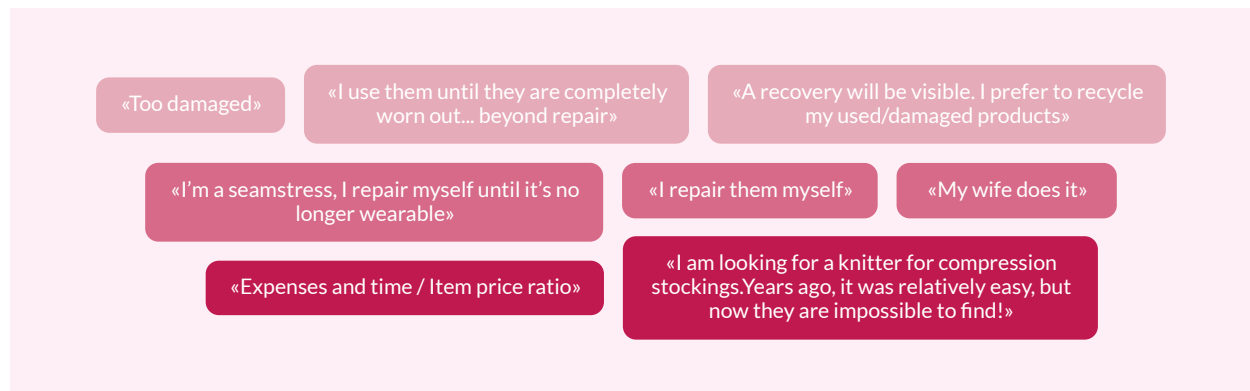 «Too damaged»
«I use them until they are completely
worn out... beyond repair»
«A recovery will be visible. I prefer to recycle
my used/damaged products»
«I’m a seamstress, I repair myself until it’s no
longer wearable»
«I repair them myself»
«My wife does it»
«Expenses and time / Item price ratio»
«I am looking for a knitter for compression
stockings.Years ago, it was relatively easy, but
now they are impossible to find!»